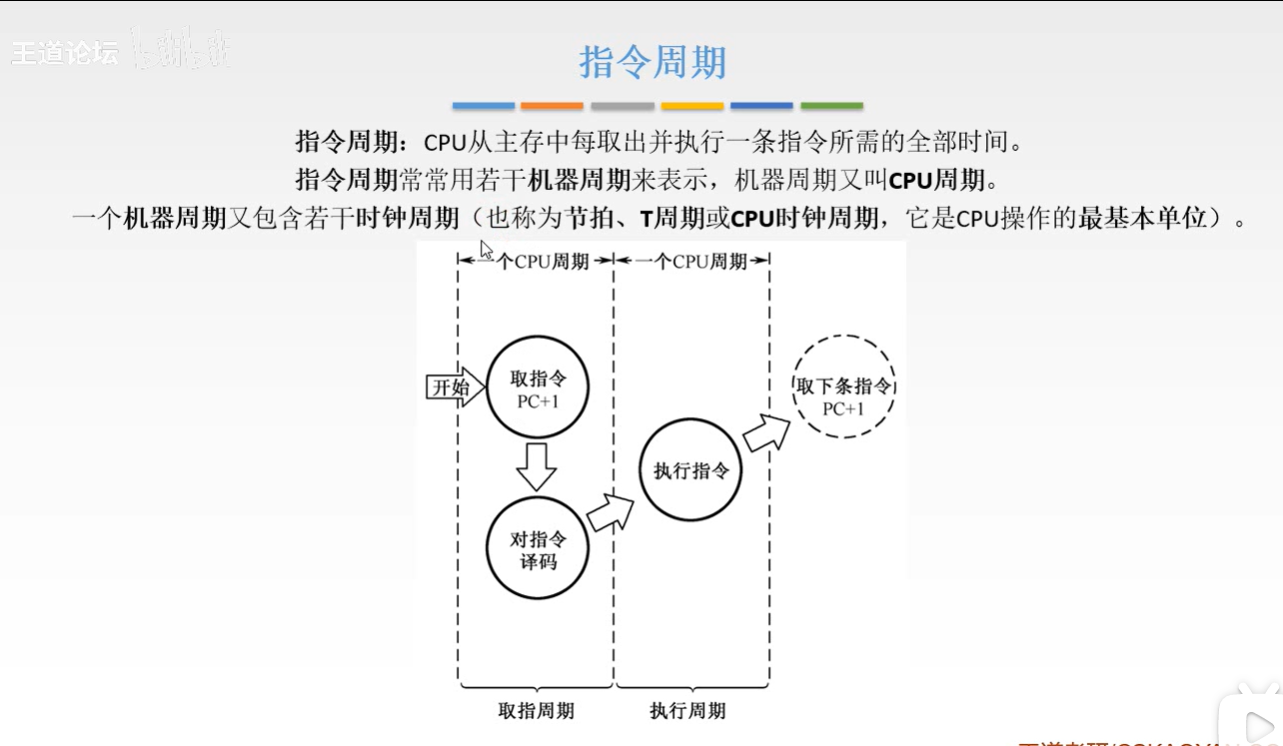 王道论坛
指令周期
指令周期：CPU从主存中每取出并执行一条指令所需的全部时间。
指令周期常常用若干机器周期来表示，机器周期又叫CPU周期。
一个机器周期又包含若干时钟周期（也称为节拍、T周期或CPU时钟周期，它是CPU操作的最基本单位）。
一个CPU周期 一个CPU周期
开始
取指令
PC+1
取下条指令
PC+1
执行指令
对指令
译码
取指周期 执行周期